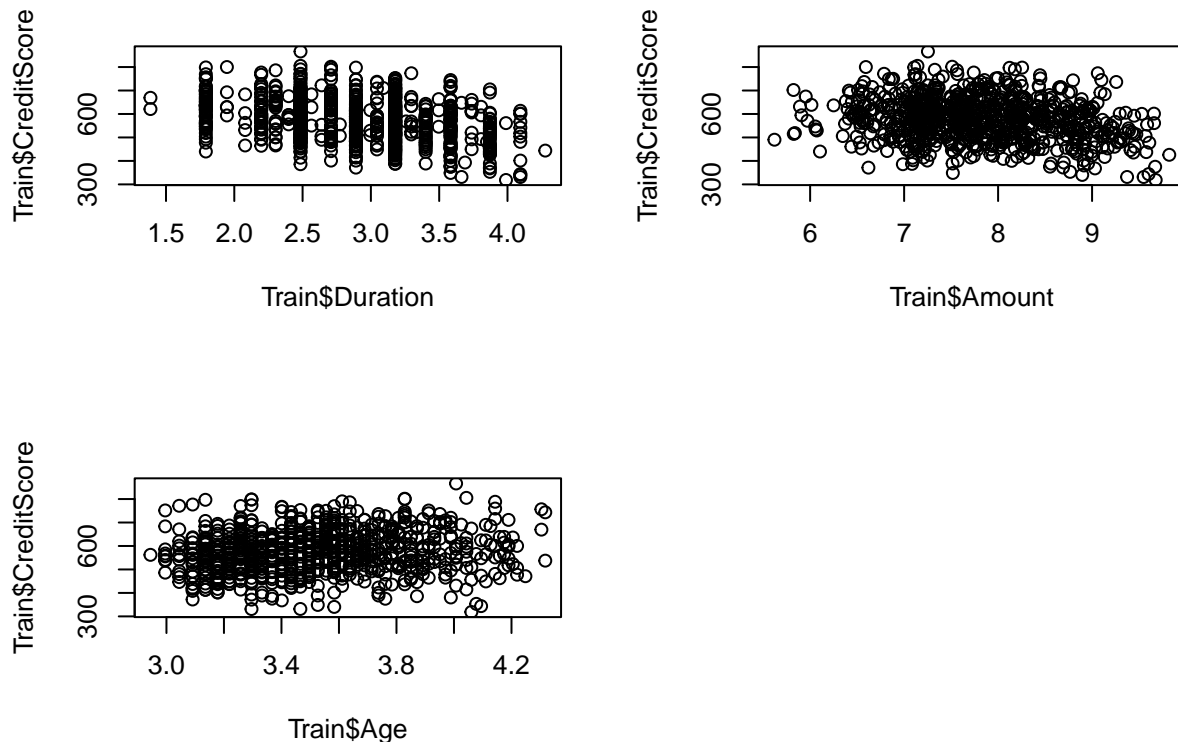 Train$CreditScore
300
600
1.5 2.0 2.5 3.0 3.5 4.0
Train$Duration
Train$CreditScore
300
600
6 7 8 9
Train$Amount
Train$CreditScore
300
600
3.0 3.4 3.8 4.2
Train$Age